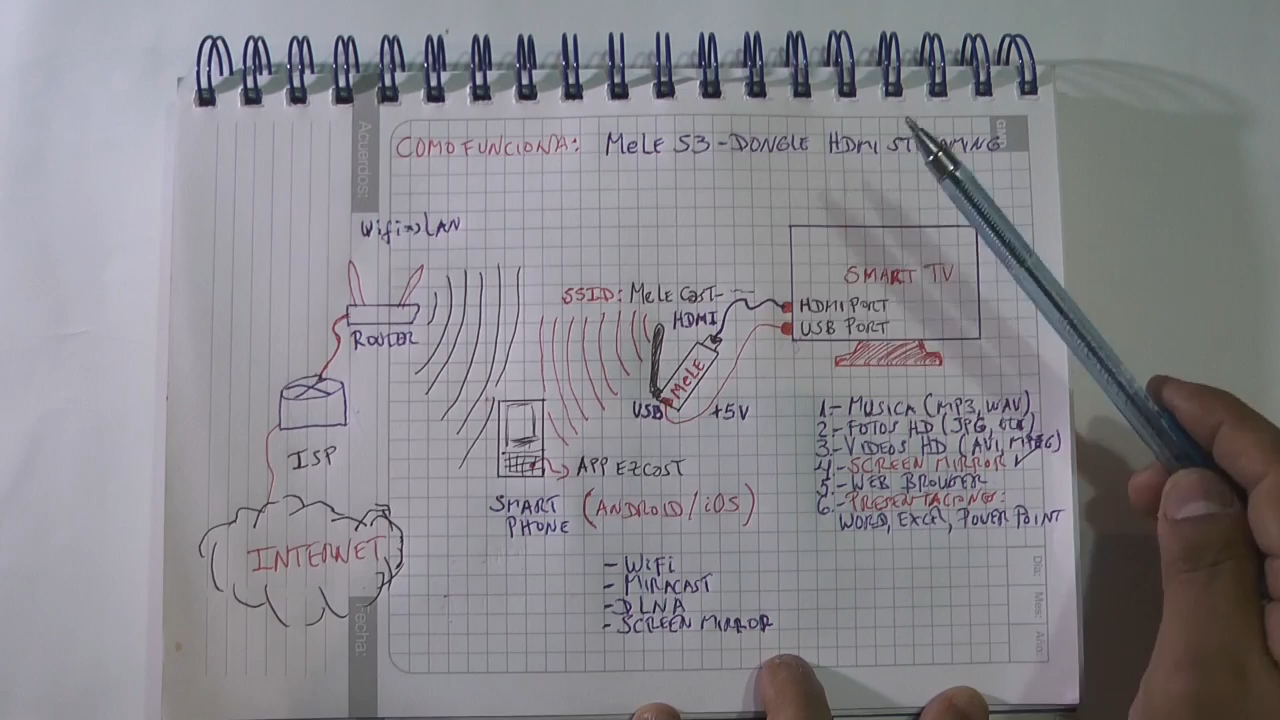 Acuerdos:
COMO FUNCIONA: MeLE S3-DONGLE HDMI
Wifi => LAN
SMART TV
SSID: MeLE Cast-
HDMI PORT
HDMI
USB PORT
ROUTER
MeLE
USB
+5V
ISP
APP EZCAST
SMART PHONE (ANDROID/iOS)
INTERNET
1.- MUSICA (MP3, WAV)
2.- FOTOS HD (JPG,
3.- VIDEOS HD (AVI, MPEG)
4.- SCREEN MIRROR ✓
5.- WEB BROUSER
6.- PRESENTACIONES:
WORD, EXCEL, POWER POINT
- WiFi
- MIRACAST
- DLNA
- SCREEN MIRROR
Fecha:
Día:
Mes:
Año: